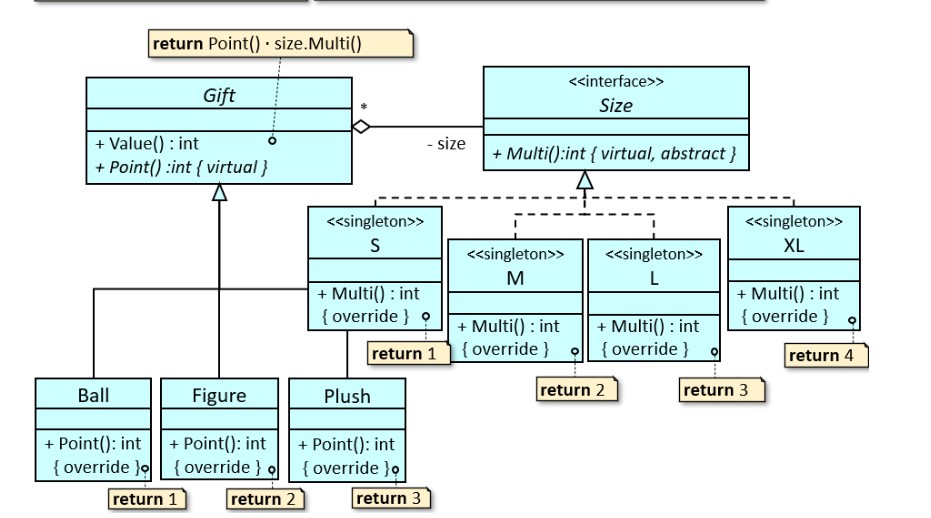 return Point() · size.Multi()
Gift
+ Value() : int
+ Point() :int { virtual }
*
- size
<<interface>>
Size
+ Multi():int { virtual, abstract }
<<singleton>>
S
+ Multi() : int
{ override }
return 1
<<singleton>>
M
+ Multi() : int
{ override }
return 2
<<singleton>>
L
+ Multi() : int
{ override }
return 3
<<singleton>>
XL
+ Multi() : int
{ override }
return 4
Ball
+ Point(): int
{ override }
return 1
Figure
+ Point(): int
{ override }
return 2
Plush
+ Point(): int
{ override }
return 3